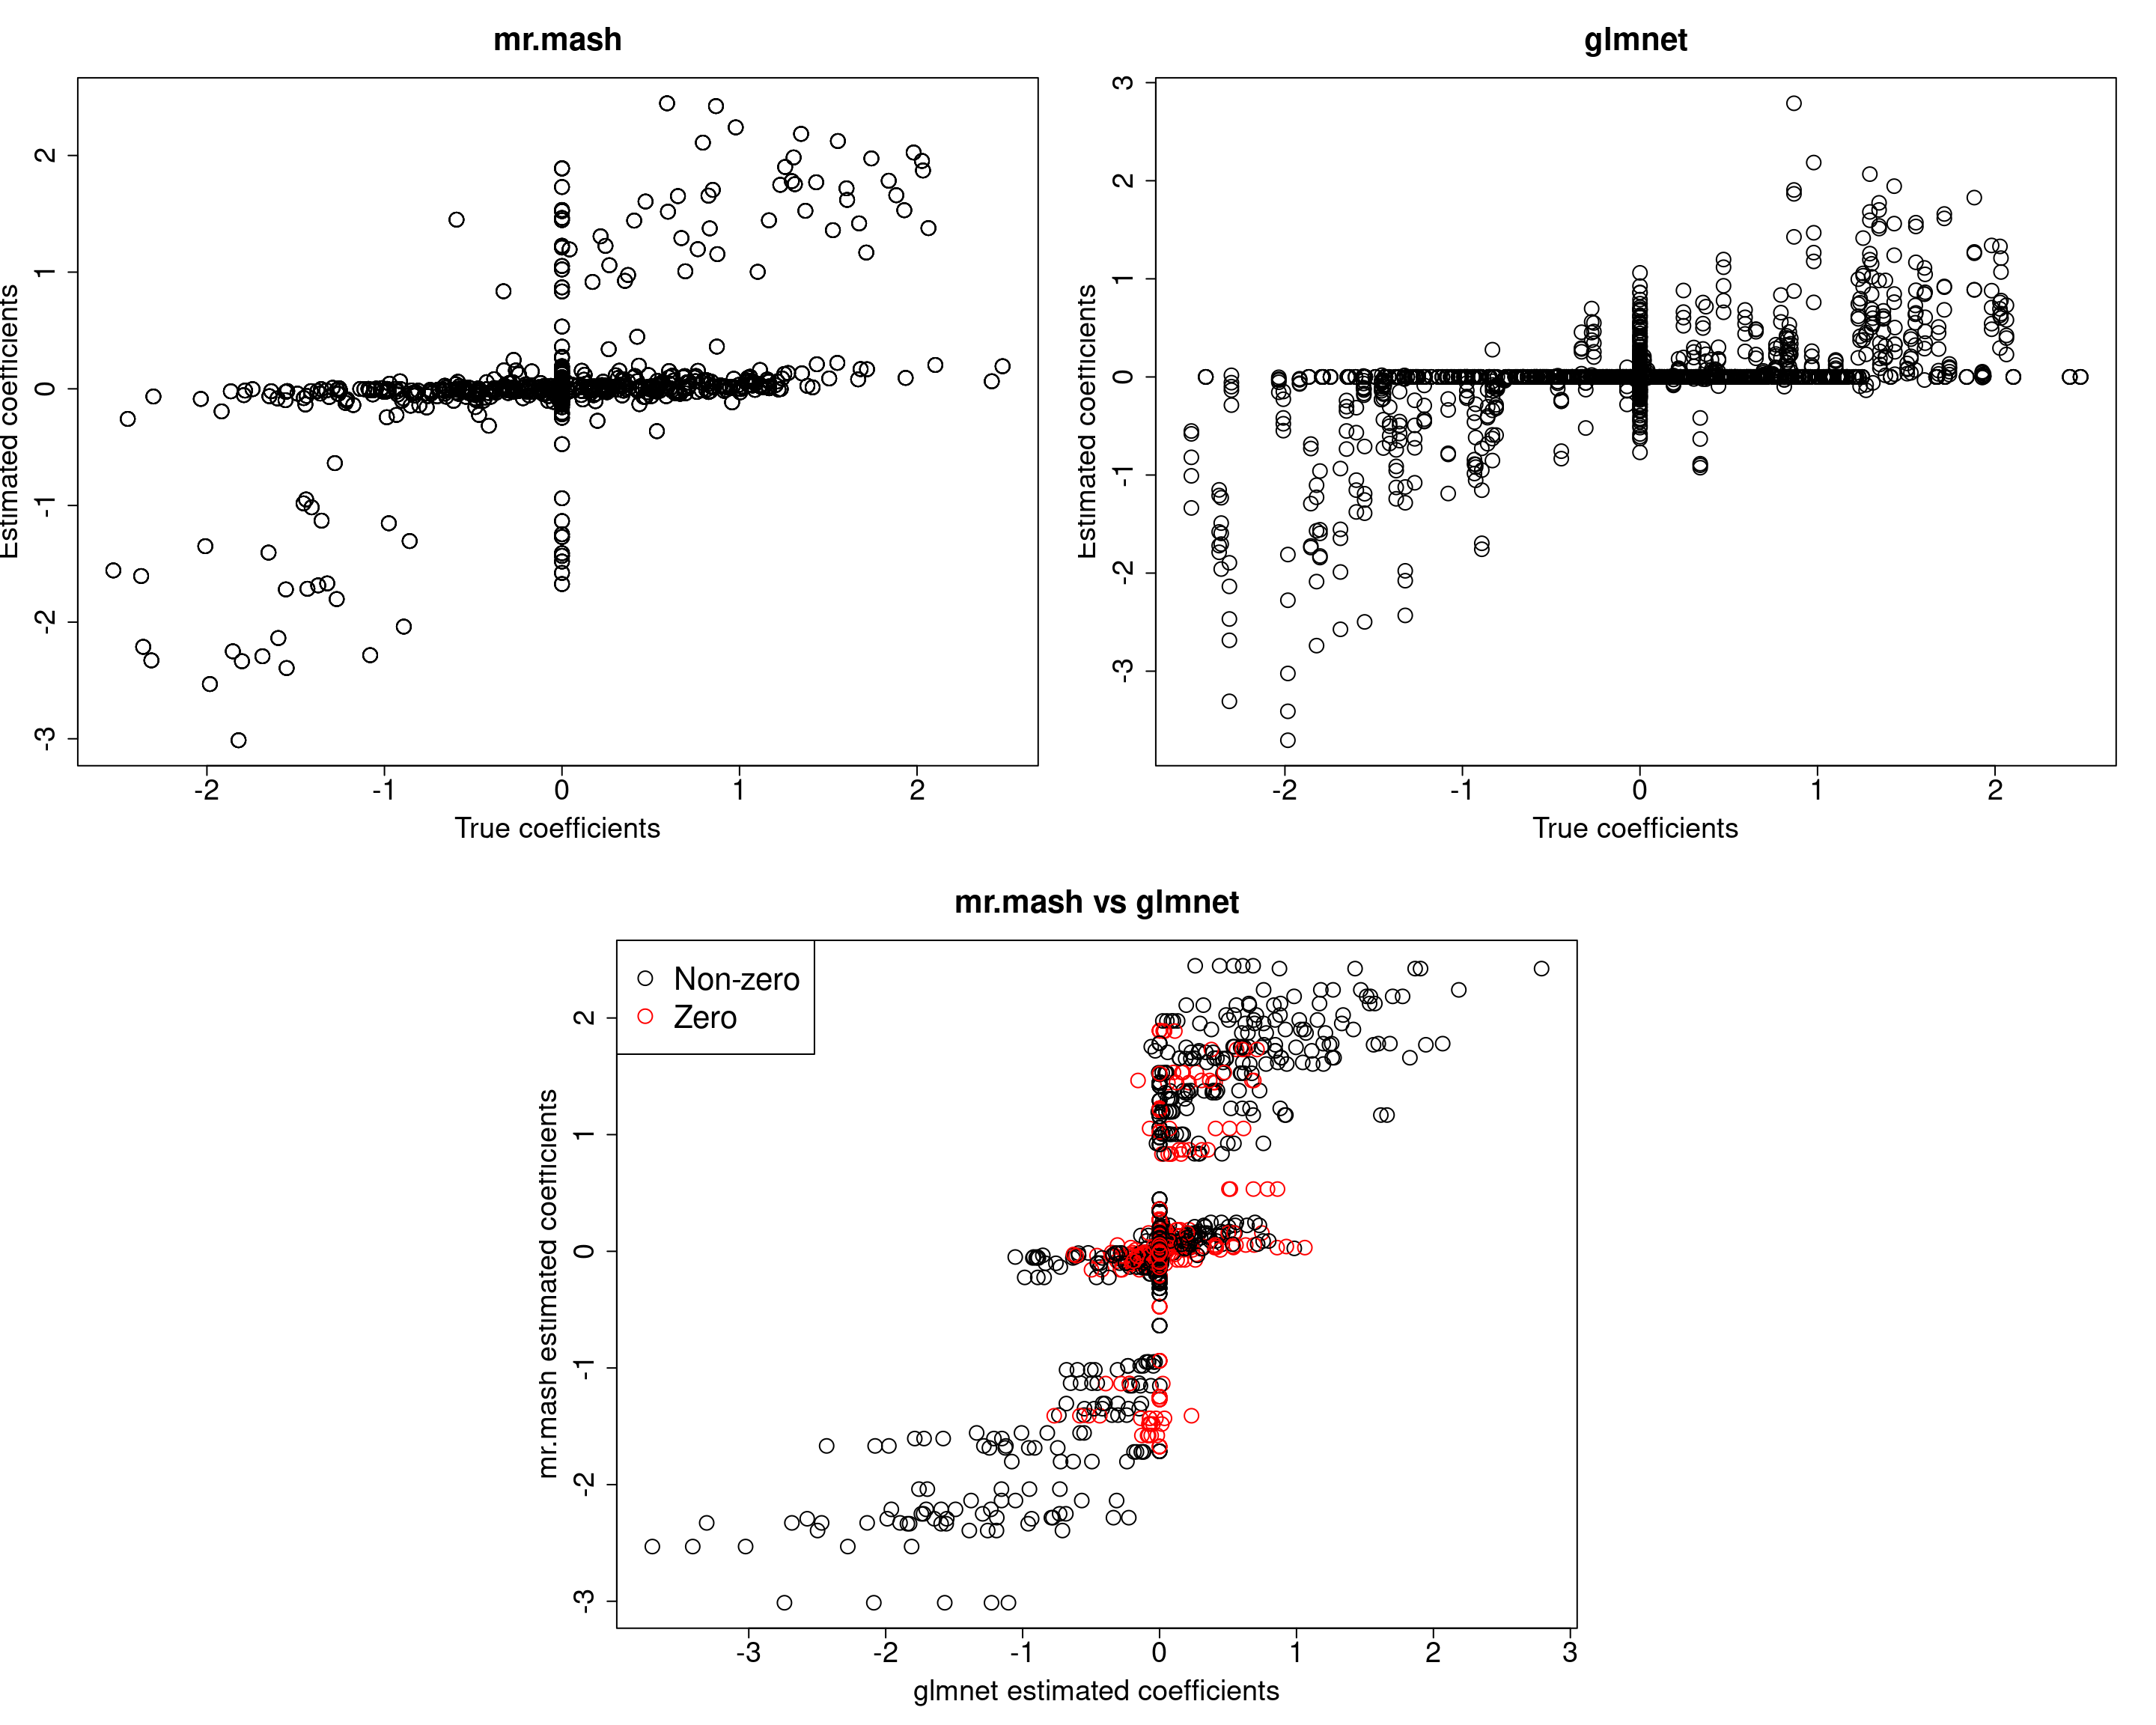 mr.mash
2
1
0
-1
-2
-3
Estimated coefficients
-2 -1 0 1 2
True coefficients
glmnet
3
2
1
0
-1
-2
-3
Estimated coefficients
-2 -1 0 1 2
True coefficients
mr.mash vs glmnet
Non-zero
Zero
2
1
0
-1
-2
-3
mr.mash estimated coefficients
-3 -2 -1 0 1 2 3
glmnet estimated coefficients